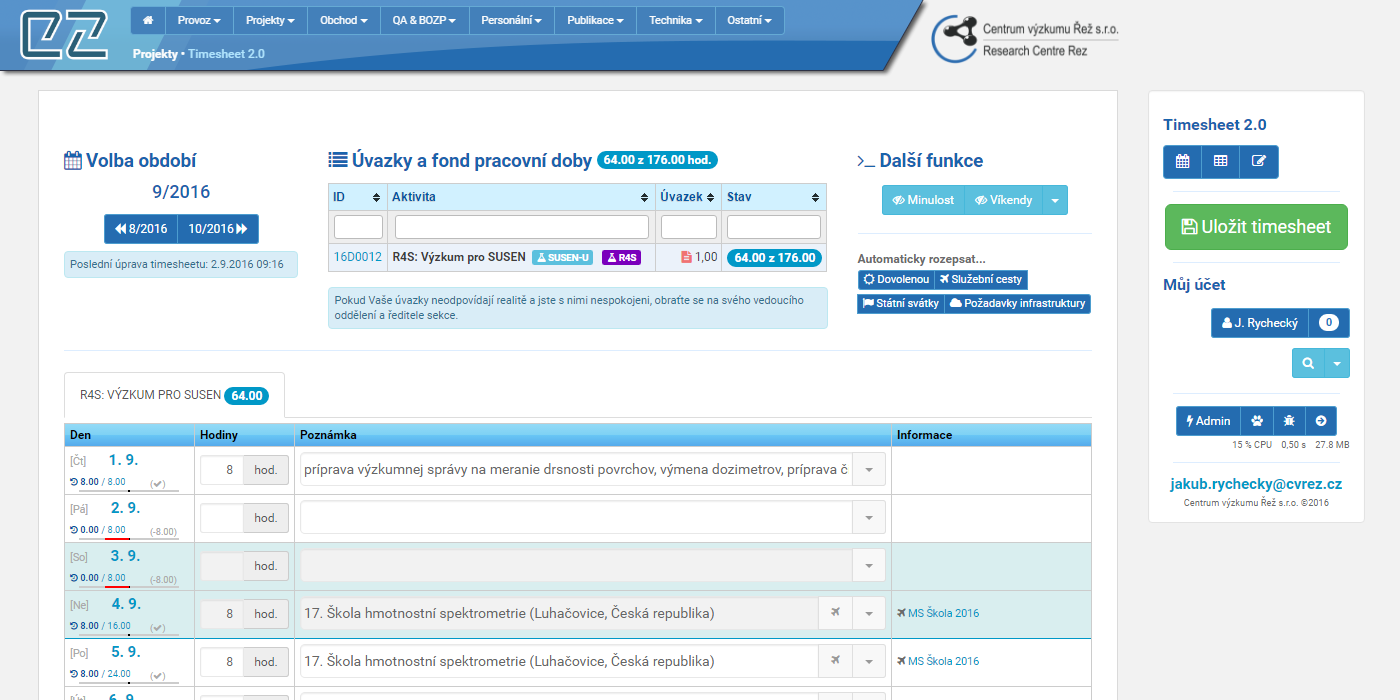 Provoz Projekty Obchod QA & BOZP Personální Publikace Technika Ostatní
Projekty • Timesheet 2.0
Centrum výzkumu Řež s.r.o.
Research Centre Rez
Volba období
9/2016
8/2016 10/2016
Poslední úprava timesheetu: 2.9.2016 09:16
Úvazky a fond pracovní doby 64.00 z 176.00 hod.
ID Aktivita Úvazek Stav
16D0012 R4S: Výzkum pro SUSEN SUSEN-U R4S 1,00 64.00 z 176.00
Pokud Vaše úvazky neodpovídají realitě a jste s nimi nespokojeni, obraťte se na svého vedoucího
oddělení a ředitele sekce.
>_ Další funkce
Minulost Víkendy
Automaticky rozepsat...
Dovolenou Služební cesty
Státní svátky Požadavky infrastruktury
Timesheet 2.0
Uložit timesheet
Můj účet
J. Rychecký 0
Admin
15 % CPU 0,50 s 27.8 MB
jakub.rychecky@cvrez.cz
Centrum výzkumu Řež s.r.o. ©2016
R4S: VÝZKUM PRO SUSEN 64.00
Den Hodiny Poznámka Informace
[Čt] 1. 9.
8.00 / 8.00
8 hod. príprava výzkumnej správy na meranie drsnosti povrchov, výmena dozimetrov, príprava č
[Pá] 2. 9.
0.00 / 8.00 (-8.00)
hod.
[So] 3. 9.
0.00 / 8.00 (-8.00)
hod.
[Ne] 4. 9.
8.00 / 16.00
8 hod. 17. Škola hmotnostní spektrometrie (Luhačovice, Česká republika) MS Škola 2016
[Po] 5. 9.
8.00 / 24.00
8 hod. 17. Škola hmotnostní spektrometrie (Luhačovice, Česká republika) MS Škola 2016